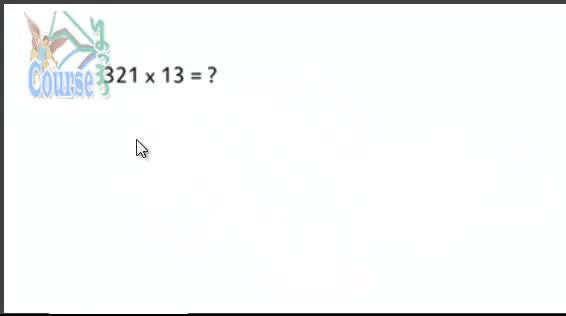 Course
321 x 13 = ?